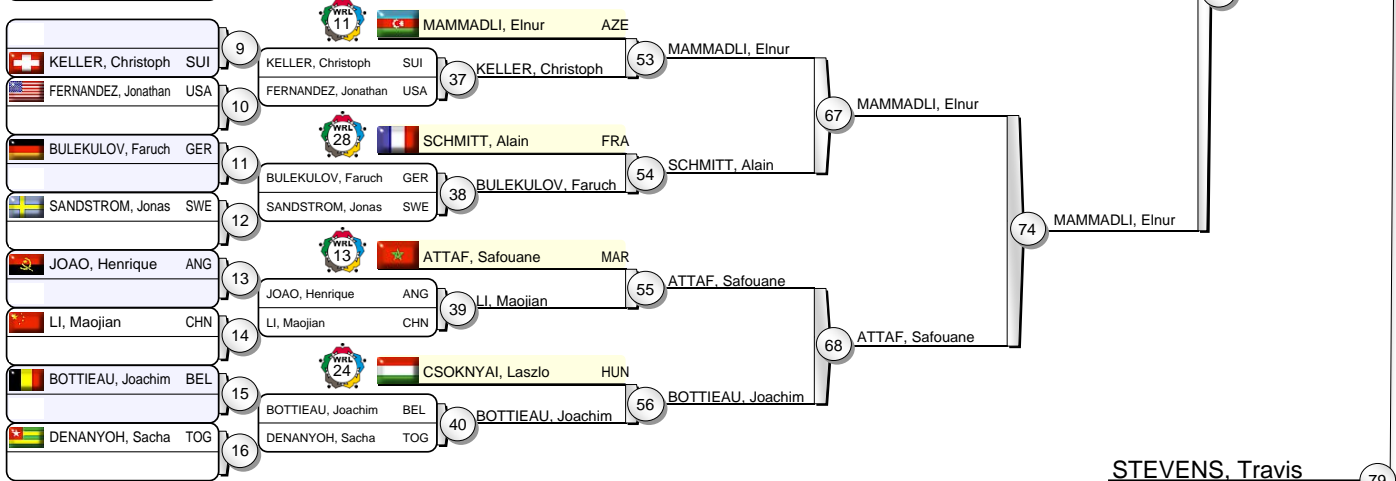 WRL
11
MAMMADLI, Elnur AZE
9
KELLER, Christoph SUI
KELLER, Christoph SUI
FERNANDEZ, Jonathan USA
37
KELLER, Christoph
53
MAMMADLI, Elnur
FERNANDEZ, Jonathan USA
10
67
MAMMADLI, Elnur
WRL
28
SCHMITT, Alain FRA
BULEKULOV, Faruch GER
11
BULEKULOV, Faruch GER
SANDSTROM, Jonas SWE
38
BULEKULOV, Faruch
54
SCHMITT, Alain
SANDSTROM, Jonas SWE
12
74
MAMMADLI, Elnur
WRL
13
ATTAF, Safouane MAR
JOAO, Henrique ANG
13
JOAO, Henrique ANG
LI, Maojian CHN
39
LI, Maojian
55
ATTAF, Safouane
LI, Maojian CHN
14
68
ATTAF, Safouane
WRL
24
CSOKNYAI, Laszlo HUN
BOTTIEAU, Joachim BEL
15
BOTTIEAU, Joachim BEL
DENANYOH, Sacha TOG
40
BOTTIEAU, Joachim
56
BOTTIEAU, Joachim
DENANYOH, Sacha TOG
16
STEVENS, Travis
79